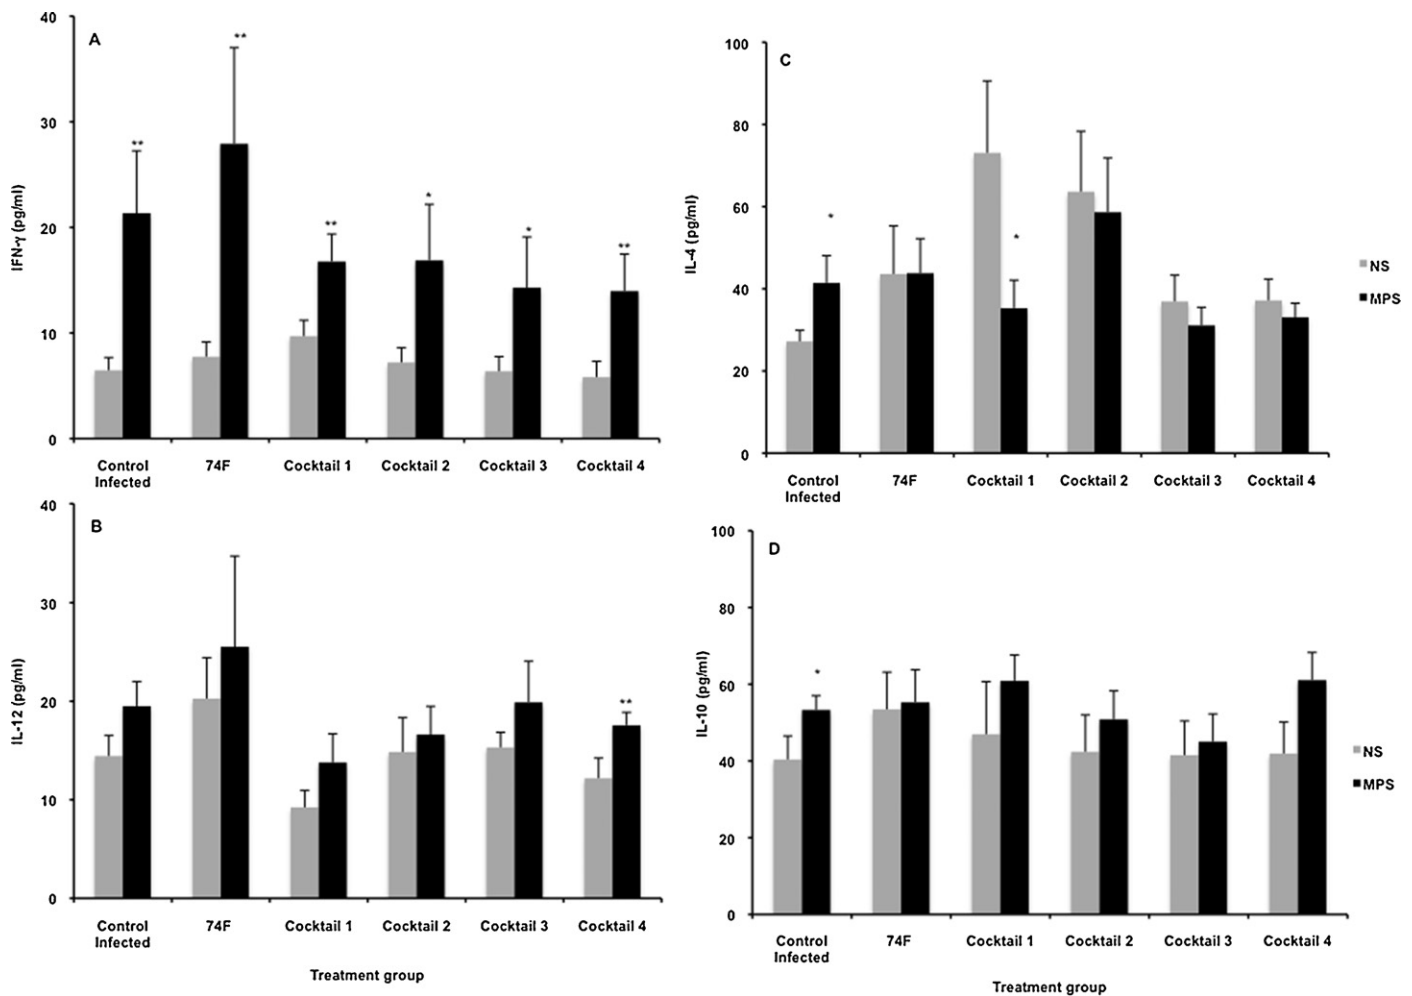 A
IFN-γ (pg/ml)
40
30
20
10
0
**
**
**
*
*
**
Control Infected
74F
Cocktail 1
Cocktail 2
Cocktail 3
Cocktail 4
B
IL-12 (pg/ml)
40
30
20
10
0
**
Control Infected
74F
Cocktail 1
Cocktail 2
Cocktail 3
Cocktail 4
Treatment group
C
IL-4 (pg/ml)
100
80
60
40
20
0
*
*
NS
MPS
Control
Infected
74F
Cocktail 1
Cocktail 2
Cocktail 3
Cocktail 4
D
IL-10 (pg/ml)
100
80
60
40
20
0
*
NS
MPS
Control
Infected
74F
Cocktail 1
Cocktail 2
Cocktail 3
Cocktail 4
Treatment group